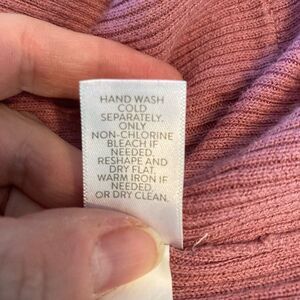 HAND WASH
COLD
SEPARATELY.
ONLY
NON-CHLORINE
BLEACH IF
NEEDED.
RESHAPE AND
DRY FLAT.
WARM IRON IF
NEEDED.
OR DRY CLEAN.